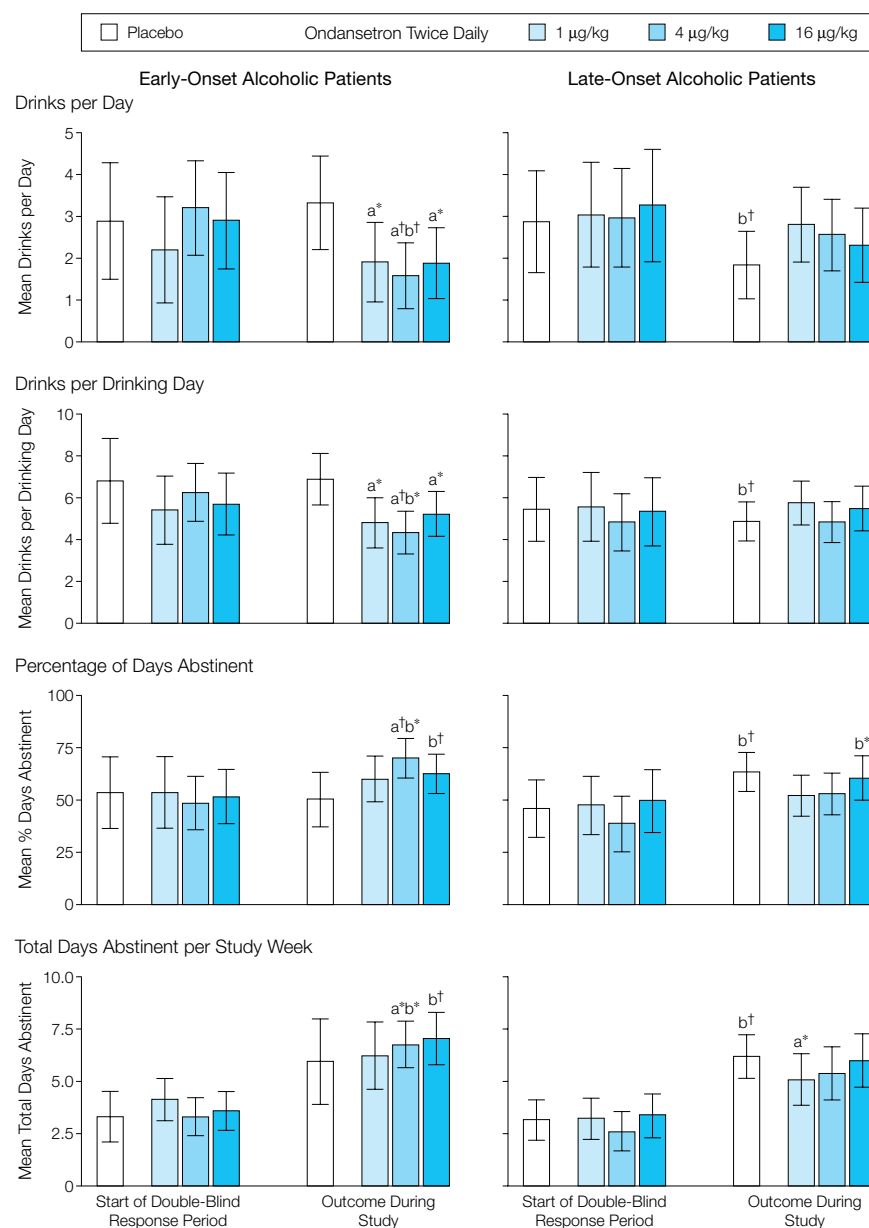 Placebo Ondansetron Twice Daily 1 µg/kg 4 µg/kg 16 µg/kg
Early-Onset Alcoholic Patients
Late-Onset Alcoholic Patients
Drinks per Day
Mean Drinks per Day
5
4
3
2
1
0
a*
a†b†
a*
b†
Drinks per Drinking Day
Mean Drinks per Drinking Day
10
8
6
4
2
0
a*
a†b*
a*
b†
Percentage of Days Abstinent
Mean % Days Abstinent
100
75
50
25
0
a†b*
b†
b†
b*
Total Days Abstinent per Study Week
Mean Total Days Abstinent
10.0
7.5
5.0
2.5
0
a*b*
b†
b†
a*
Start of Double-Blind
Response Period
Outcome During
Study
Start of Double-Blind
Response Period
Outcome During
Study